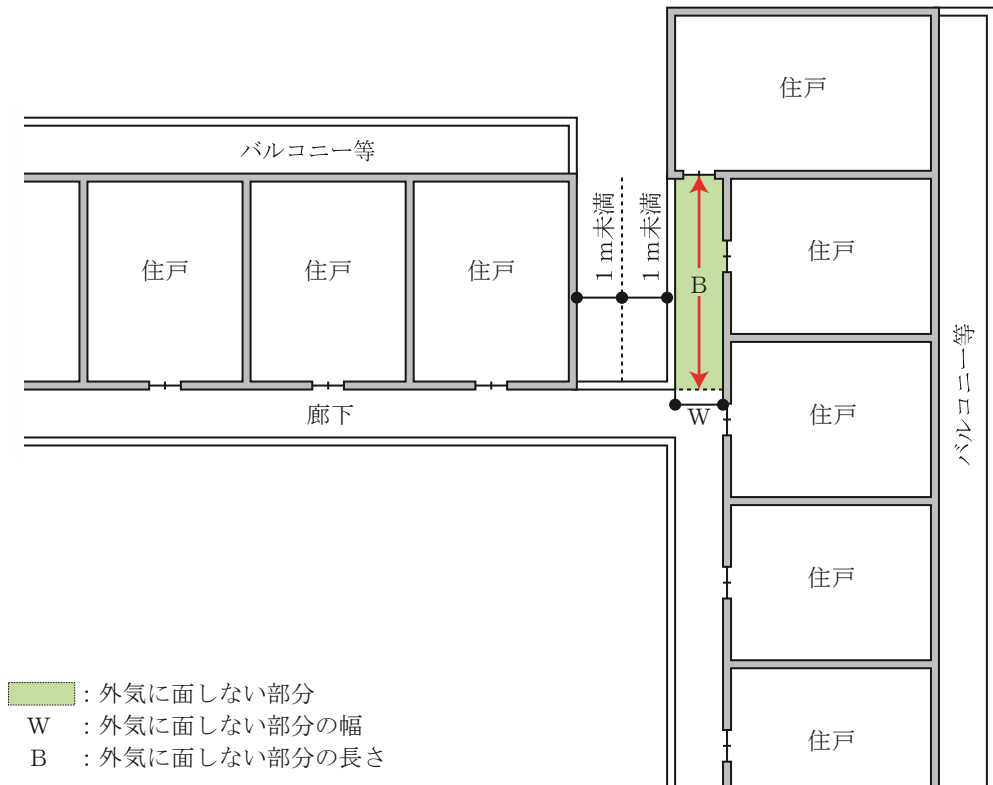 住戸
バルコニー等
住戸
住戸
住戸
1 m未満
1 m未満
B
住戸
廊下
W
住戸
バルコニー等
住戸
住戸
：外気に面しない部分
W ：外気に面しない部分の幅
B ：外気に面しない部分の長さ